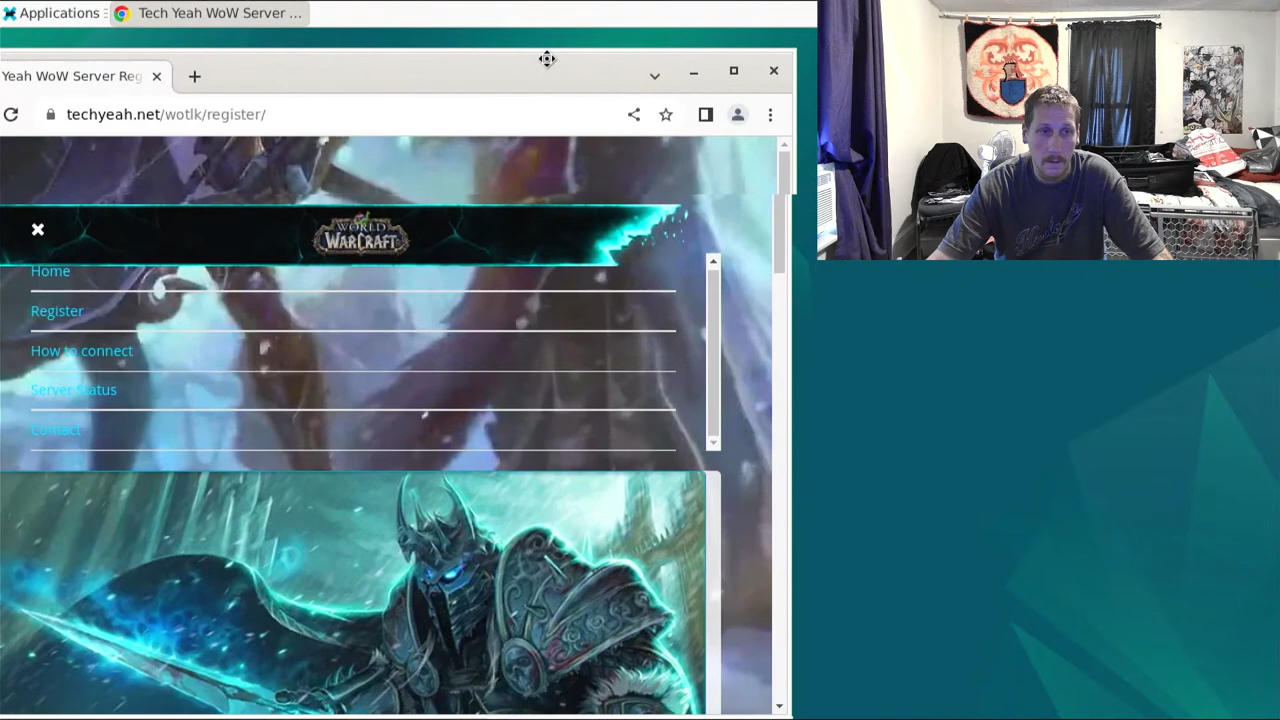 Applications
Tech Yeah WoW Server ...
Yeah WoW Server Reg
techyeah.net/wotlk/register/
WORLD
WARCRAFT
Home
Register
How to connect
Server Status
Contact